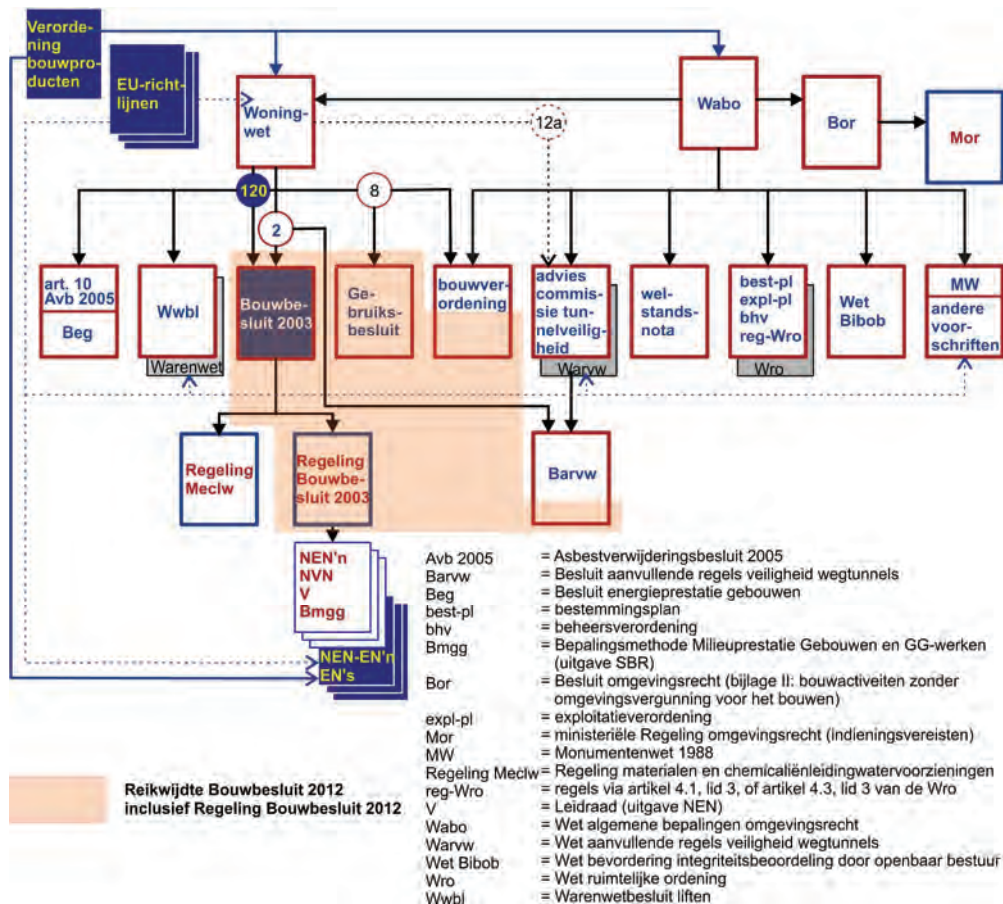 Verorde-
ning
bouwpro-
ducten
EU-richt-
lijnen
Woning-
wet
12a
Wabo
Bor
Mor
120
8
2
art. 10
Avb 2005
Beg
Wwbl
Warenwet
Bouwbe-
sluit 2003
Ge-
bruiks-
besluit
bouwver-
ordening
advies
commis-
sie tun-
nelveilig-
heid
Warvw
wel-
stands-
nota
best-pl
expl-pl
bhv
reg-Wro
Wro
Wet
Bibob
MW
andere
voor-
schriften
Regeling
Meclw
Regeling
Bouwbe-
sluit 2003
Barvw
NEN'n
NVN
V
Bmgg
NEN-EN'n
EN's
Avb 2005 = Asbestverwijderingsbesluit 2005
Barvw = Besluit aanvullende regels veiligheid wegtunnels
Beg = Besluit energieprestatie gebouwen
best-pl = bestemmingsplan
bhv = beheersverordening
Bmgg = Bepalingsmethode Milieuprestatie Gebouwen en GG-werken
(uitgave SBR)
Bor = Besluit omgevingsrecht (bijlage II: bouwactiveiten zonder
omgevingsvergunning voor het bouwen)
expl-pl = exploitatieverordening
Mor = ministeriële Regeling omgevingsrecht (indieningsvereisten)
MW = Monumentenwet 1988
Regeling Meclw = Regeling materialen en chemicaliënleidingwatervoorzieningen
reg-Wro = regels via artikel 4.1, lid 3, of artikel 4.3, lid 3 van de Wro
V = Leidraad (uitgave NEN)
Wabo = Wet algemene bepalingen omgevingsrecht
Warvw = Wet aanvullende regels veiligheid wegtunnels
Wet Bibob = Wet bevordering integriteitsbeoordeling door openbaar bestuur
Wro = Wet ruimtelijke ordening
Wwbl = Warenwetbesluit liften
Reikwijdte Bouwbesluit 2012
inclusief Regeling Bouwbesluit 2012